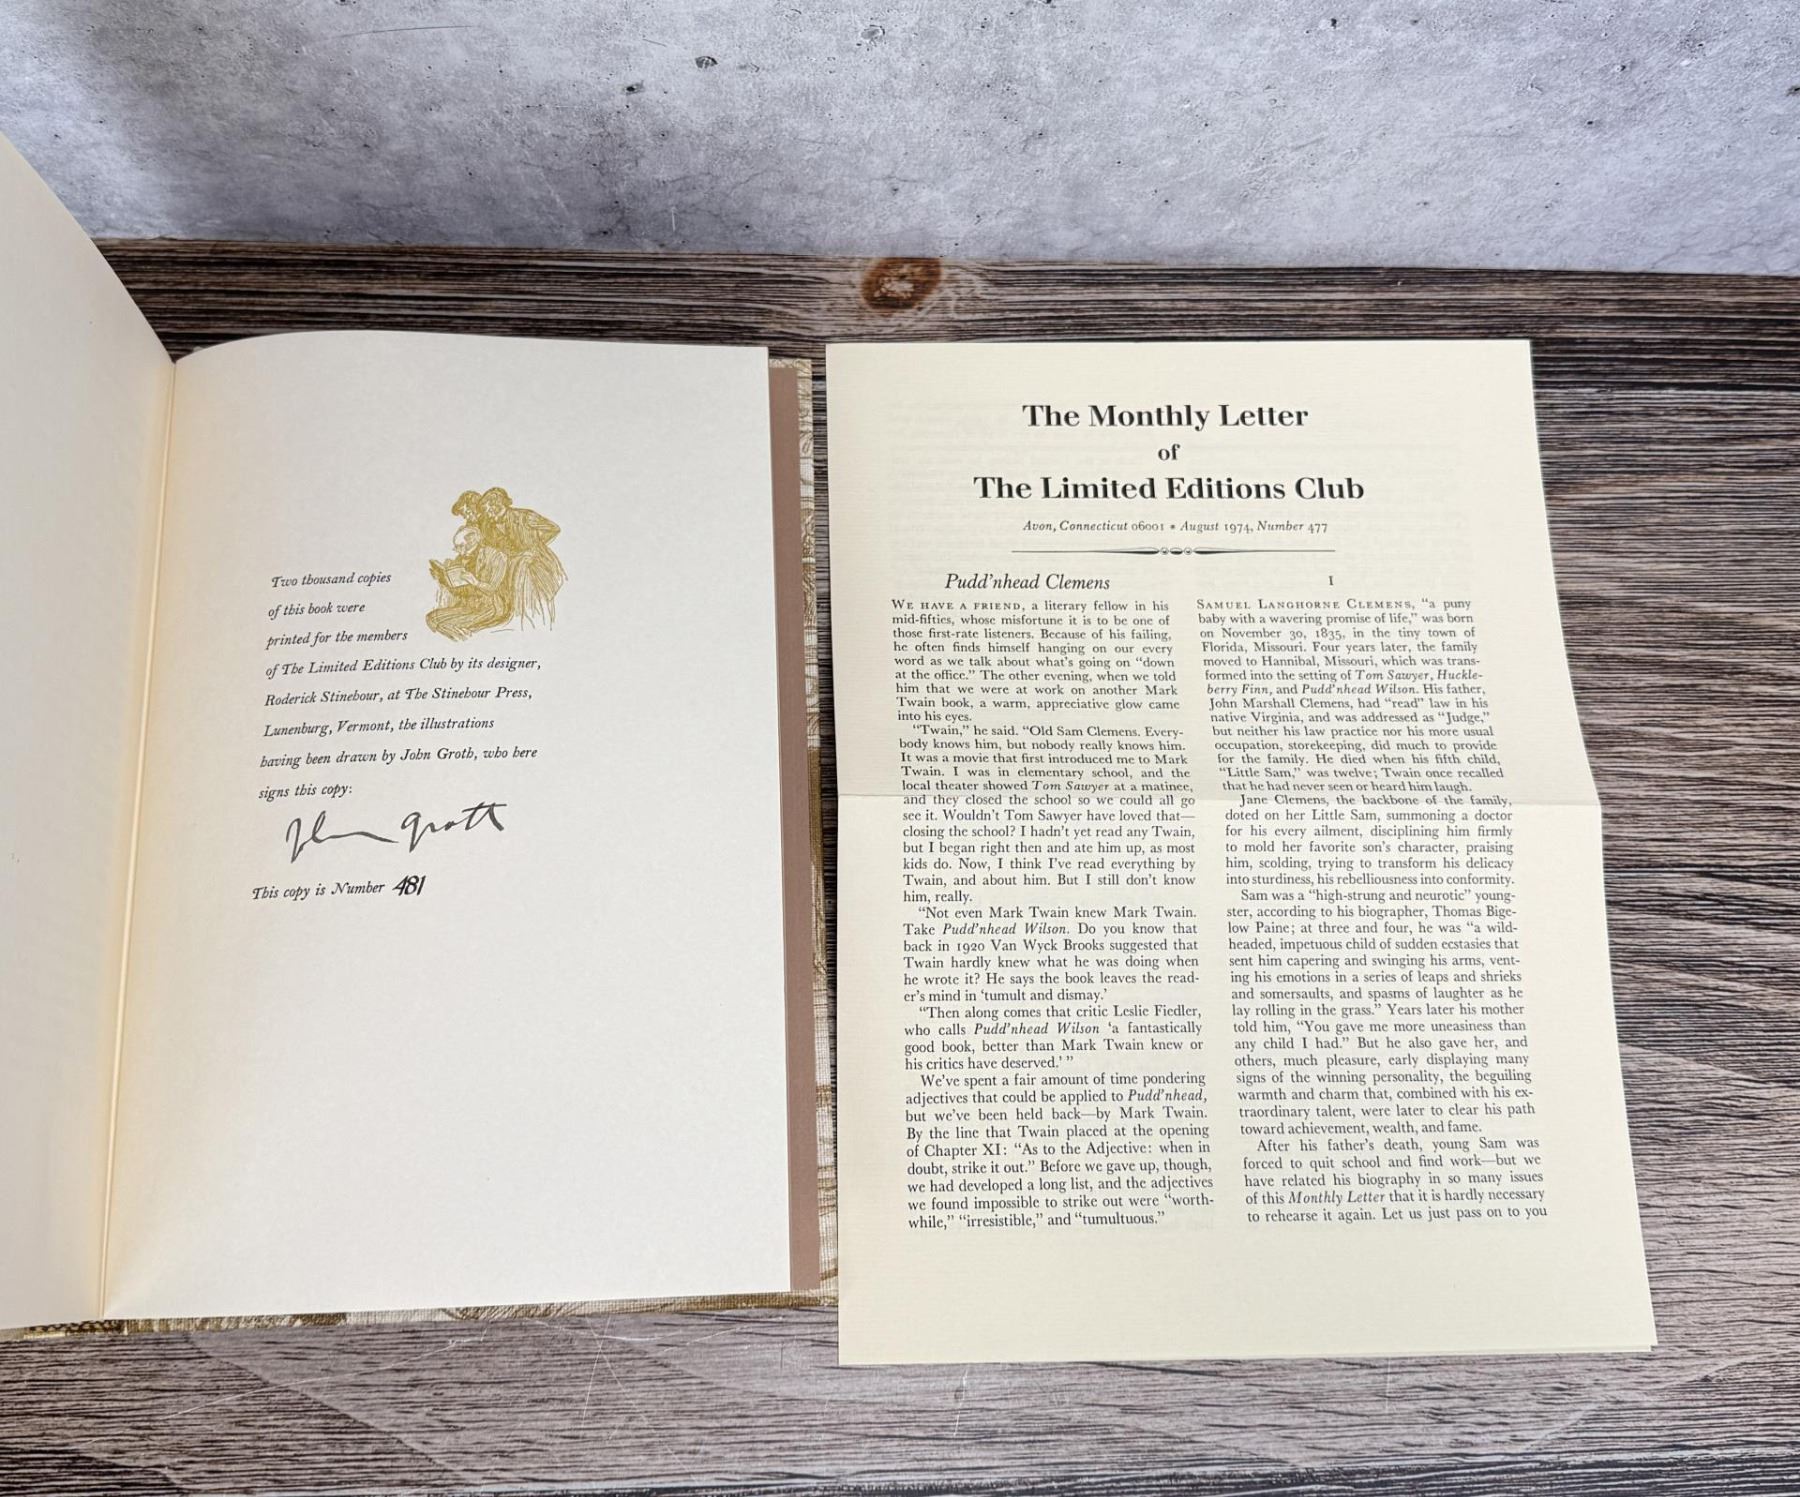 Two thousand copies
of this book were
printed for the members
of The Limited Editions Club by its designer,
Roderick Stinehour, at The Stinehour Press,
Lunenburg, Vermont, the illustrations
having been drawn by John Groth, who here
signs this copy:
John Groth
This copy is Number 481
The Monthly Letter
of
The Limited Editions Club
Avon, Connecticut 06001 * August 1974, Number 477
Pudd'nhead Clemens
WE HAVE A FRIEND, a literary fellow in his
mid-fifties, whose misfortune it is to be one of
those first-rate listeners. Because of his failing,
he often finds himself hanging on our every
word as we talk about what's going on "down
at the office." The other evening, when we told
him that we were at work on another Mark
Twain book, a warm, appreciative glow came
into his eyes.
"Twain," he said. "Old Sam Clemens. Every-
body knows him, but nobody really knows him.
It was a movie that first introduced me to Mark
Twain. I was in elementary school, and the
local theater showed Tom Sawyer at a matinee,
and they closed the school so we could all go
see it. Wouldn't Tom Sawyer have loved that—
closing the school? I hadn't yet read any Twain,
but I began right then and ate him up, as most
kids do. Now, I think I've read everything by
Twain, and about him. But I still don't know
him, really.
"Not even Mark Twain knew Mark Twain.
Take Pudd'nhead Wilson. Do you know that
back in 1920 Van Wyck Brooks suggested that
Twain hardly knew what he was doing when
he wrote it? He says the book leaves the read-
er's mind in 'tumult and dismay.'
"Then along comes that critic Leslie Fiedler,
who calls Pudd'nhead Wilson 'a fantastically
good book, better than Mark Twain knew or
his critics have deserved.' "
We've spent a fair amount of time pondering
adjectives that could be applied to Pudd'nhead,
but we've been held back—by Mark Twain.
By the line that Twain placed at the opening
of Chapter XI: "As to the Adjective: when in
doubt, strike it out." Before we gave up, though,
we had developed a long list, and the adjectives
we found impossible to strike out were "worth-
while," "irresistible," and "tumultuous."
I
SAMUEL LANGHORNE CLEMENS, "a puny
baby with a wavering promise of life," was born
on November 30, 1835, in the tiny town of
Florida, Missouri. Four years later, the family
moved to Hannibal, Missouri, which was trans-
formed into the setting of Tom Sawyer, Huckle-
berry Finn, and Pudd'nhead Wilson. His father,
John Marshall Clemens, had "read" law in his
native Virginia, and was addressed as "Judge,"
but neither his law practice nor his more usual
occupation, storekeeping, did much to provide
for the family. He died when his fifth child,
"Little Sam," was twelve; Twain once recalled
that he had never seen or heard him laugh.
Jane Clemens, the backbone of the family,
doted on her Little Sam, summoning a doctor
for his every ailment, disciplining him firmly
to mold her favorite son's character, praising
him, scolding, trying to transform his delicacy
into sturdiness, his rebelliousness into conformity.
Sam was a "high-strung and neurotic" young-
ster, according to his biographer, Thomas Bige-
low Paine; at three and four, he was "a wild-
headed, impetuous child of sudden ecstasies that
sent him capering and swinging his arms, vent-
ing his emotions in a series of leaps and shrieks
and somersaults, and spasms of laughter as he
lay rolling in the grass." Years later his mother
told him, "You gave me more uneasiness than
any child I had." But he also gave her, and
others, much pleasure, early displaying many
signs of the winning personality, the beguiling
warmth and charm that, combined with his ex-
traordinary talent, were later to clear his path
toward achievement, wealth, and fame.
After his father's death, young Sam was
forced to quit school and find work—but we
have related his biography in so many issues
of this Monthly Letter that it is hardly necessary
to rehearse it again. Let us just pass on to you